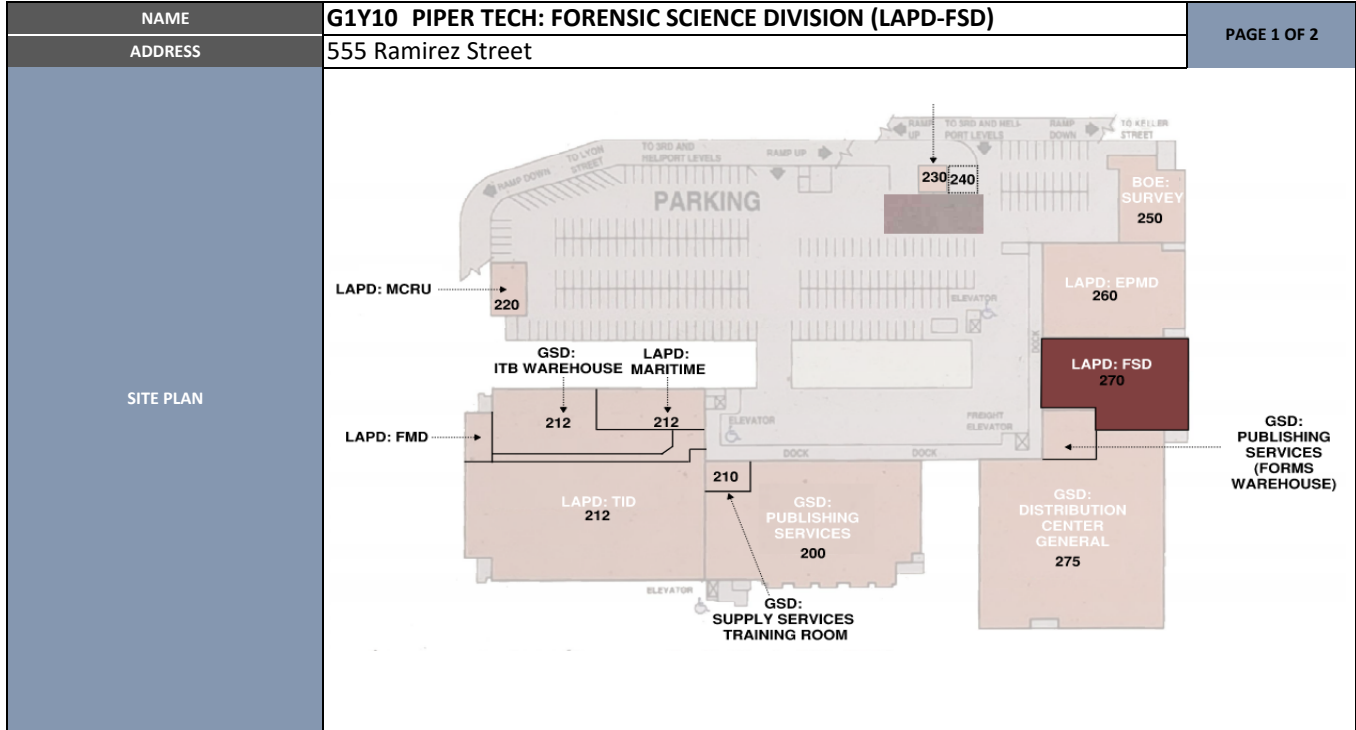 NAME
G1Y10 PIPER TECH: FORENSIC SCIENCE DIVISION (LAPD-FSD)
PAGE 1 OF 2
ADDRESS
555 Ramirez Street
SITE PLAN
RAMP
UP
TO 3RD AND HELI-
PORT LEVELS
RAMP
DOWN
TO KELLER
STREET
TO LYON
STREET
TO 3RD AND
HELIPORT LEVELS
RAMP UP
RAMP DOWN
PARKING
230
240
BOE:
SURVEY
250
LAPD: MCRU
220
LAPD: EPMD
260
ELEVATOR
DOCK
GSD:
ITB WAREHOUSE
LAPD:
MARITIME
LAPD: FSD
270
212
212
ELEVATOR
FREIGHT
ELEVATOR
LAPD: FMD
GSD:
PUBLISHING
SERVICES
(FORMS
WAREHOUSE)
DOCK
DOCK
210
LAPD: TID
212
GSD:
PUBLISHING
SERVICES
200
GSD:
DISTRIBUTION
CENTER
GENERAL
275
ELEVATOR
GSD:
SUPPLY SERVICES
TRAINING ROOM